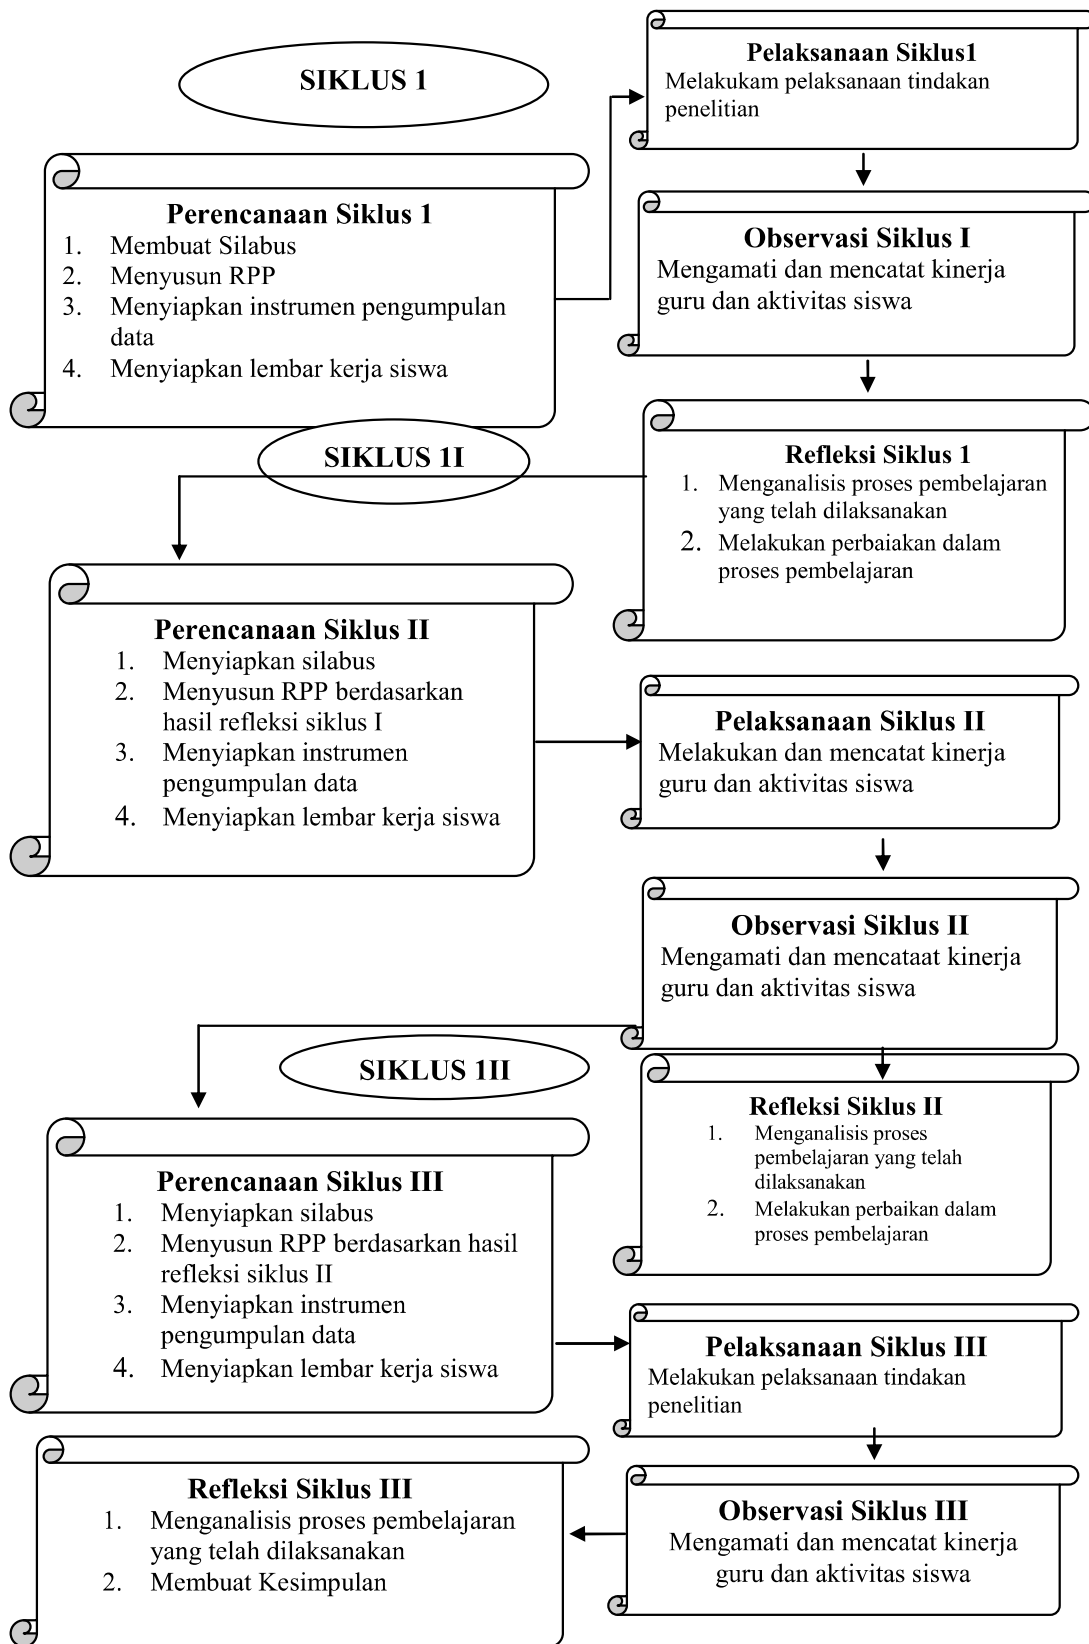 SIKLUS 1
Perencanaan Siklus 1
1. Membuat Silabus
2. Menyusun RPP
3. Menyiapkan instrumen pengumpulan
data
4. Menyiapkan lembar kerja siswa
Pelaksanaan Siklus1
Melakukam pelaksanaan tindakan
penelitian
Observasi Siklus I
Mengamati dan mencatat kinerja
guru dan aktivitas siswa
Refleksi Siklus 1
1. Menganalisis proses pembelajaran
yang telah dilaksanakan
2. Melakukan perbaiakan dalam
proses pembelajaran
SIKLUS 1I
Perencanaan Siklus II
1. Menyiapkan silabus
2. Menyusun RPP berdasarkan
hasil refleksi siklus I
3. Menyiapkan instrumen
pengumpulan data
4. Menyiapkan lembar kerja siswa
Pelaksanaan Siklus II
Melakukan dan mencatat kinerja
guru dan aktivitas siswa
Observasi Siklus II
Mengamati dan mencataat kinerja
guru dan aktivitas siswa
Refleksi Siklus II
1. Menganalisis proses
pembelajaran yang telah
dilaksanakan
2. Melakukan perbaikan dalam
proses pembelajaran
SIKLUS 1II
Perencanaan Siklus III
1. Menyiapkan silabus
2. Menyusun RPP berdasarkan hasil
refleksi siklus II
3. Menyiapkan instrumen
pengumpulan data
4. Menyiapkan lembar kerja siswa
Pelaksanaan Siklus III
Melakukan pelaksanaan tindakan
penelitian
Observasi Siklus III
Mengamati dan mencatat kinerja
guru dan aktivitas siswa
Refleksi Siklus III
1. Menganalisis proses pembelajaran
yang telah dilaksanakan
2. Membuat Kesimpulan